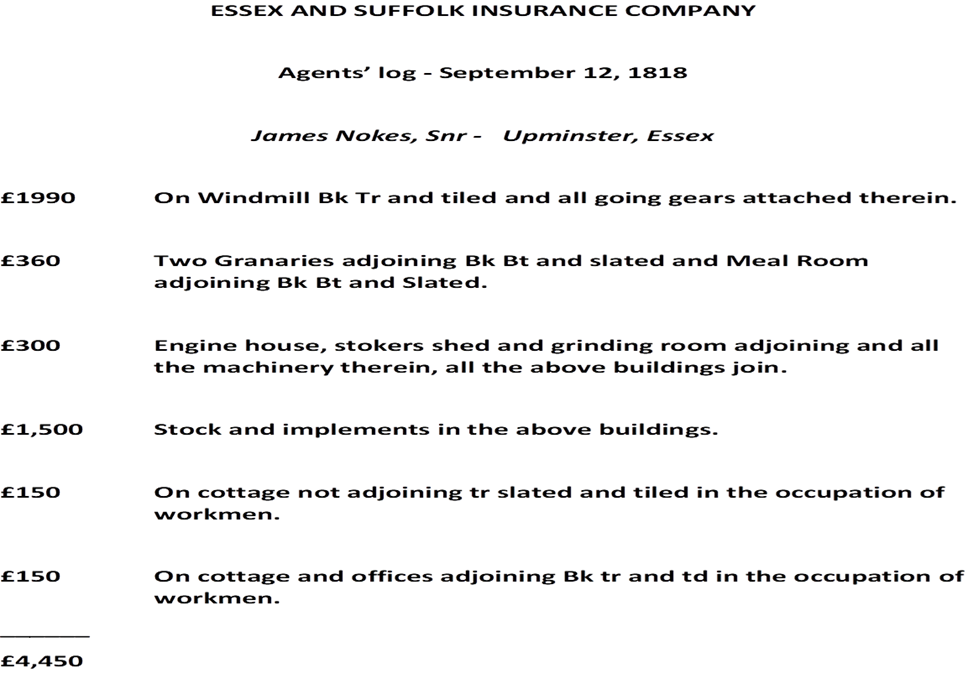 ESSEX AND SUFFOLK INSURANCE COMPANY
Agents’ log - September 12, 1818
James Nokes, Snr - Upminster, Essex
£1990 On Windmill Bk Tr and tiled and all going gears attached therein.
£360 Two Granaries adjoining Bk Bt and slated and Meal Room
adjoining Bk Bt and Slated.
£300 Engine house, stokers shed and grinding room adjoining and all
the machinery therein, all the above buildings join.
£1,500 Stock and implements in the above buildings.
£150 On cottage not adjoining tr slated and tiled in the occupation of
workmen.
£150 On cottage and offices adjoining Bk tr and td in the occupation of
workmen.
£4,450